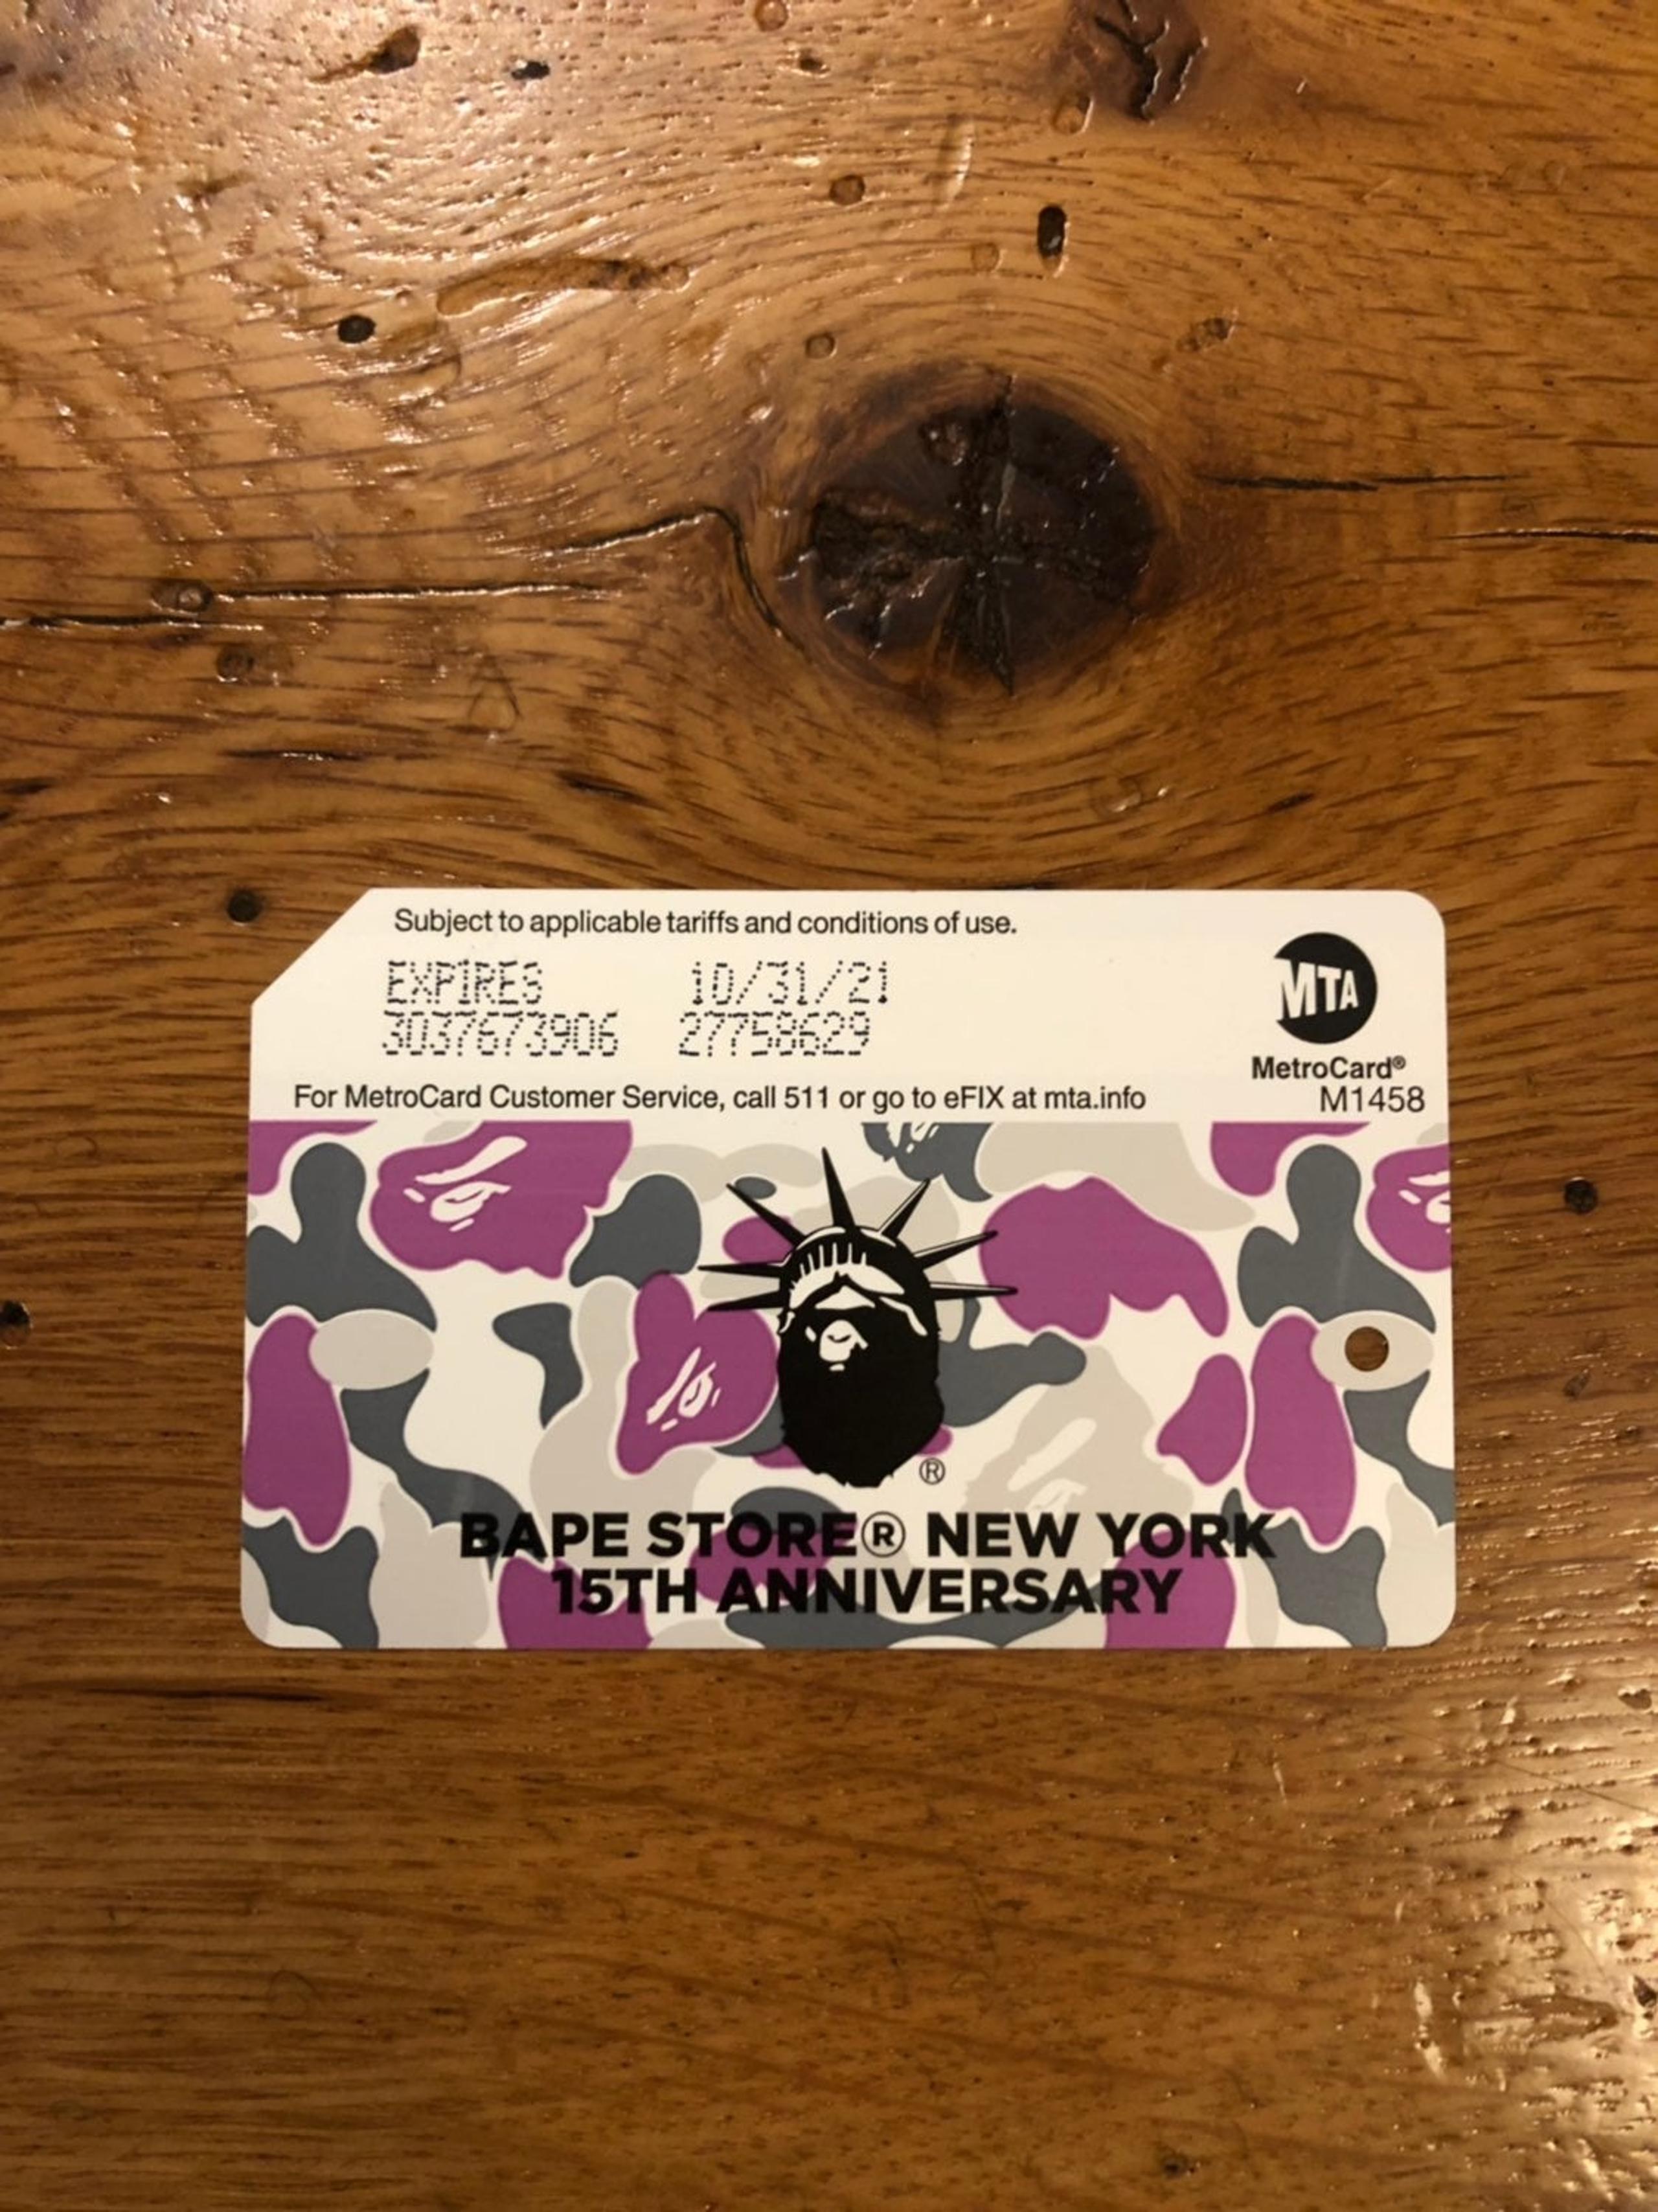 Subject to applicable tariffs and conditions of use.
EXPIRES 10/31/21
3037673906 27758629
MTA
MetroCard®
M1458
For MetroCard Customer Service, call 511 or go to eFIX at mta.info
®
BAPE STORE® NEW YORK
15TH ANNIVERSARY